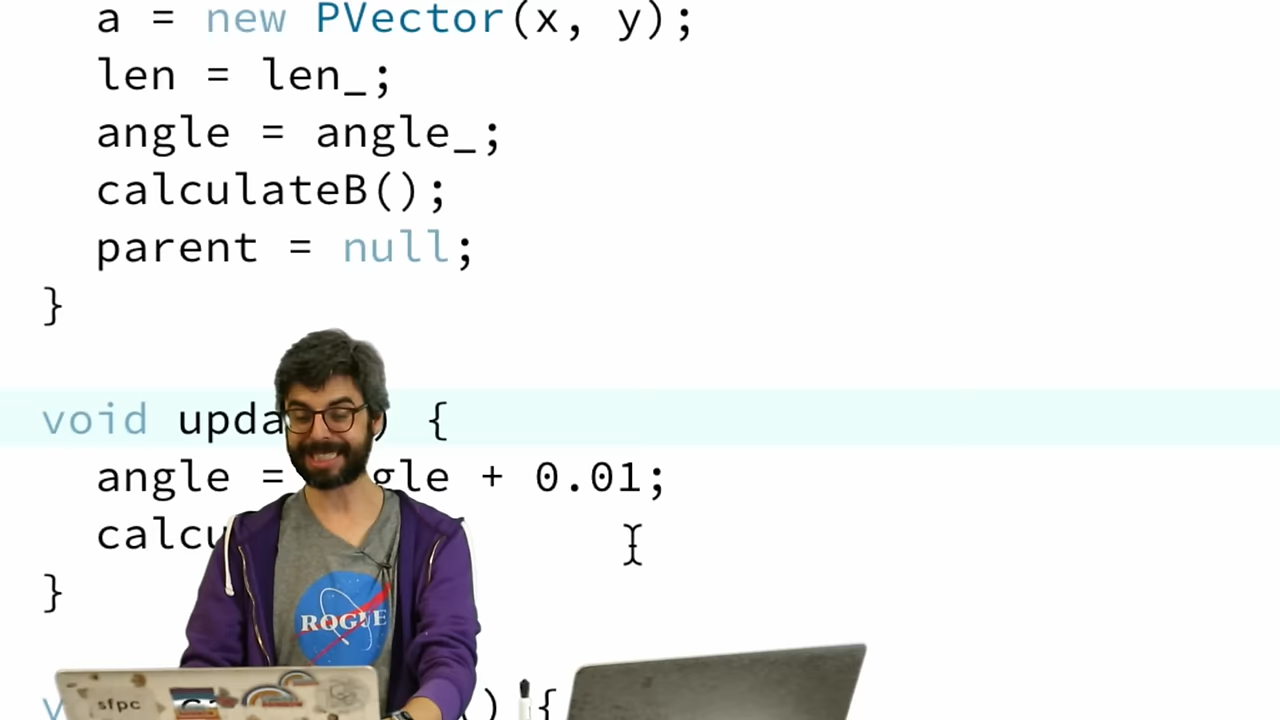 a = new PVector(x, y);
len = len_;
angle = angle_;
calculateB();
parent = null;
}
void upda ) {
angle = gle + 0.01;
calcu
}
ROGUE
sfpc
) {